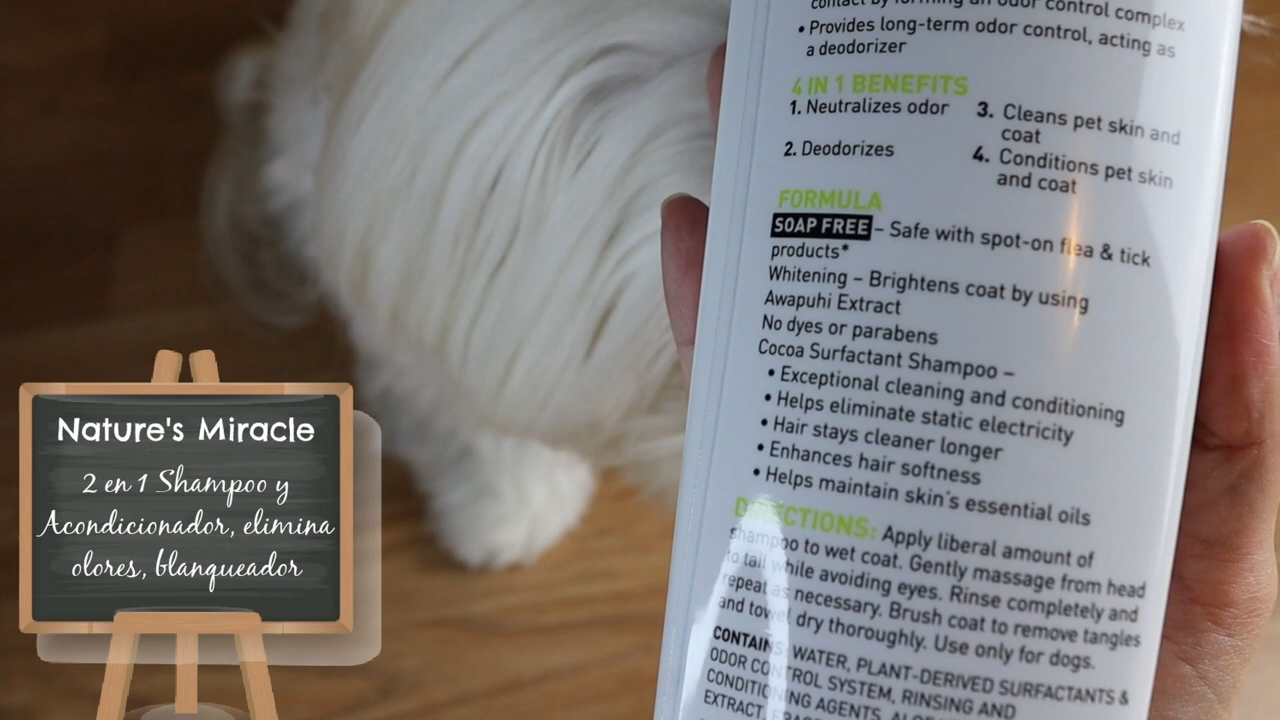 contact by forming an odor control complex
• Provides long-term odor control, acting as
a deodorizer
4 IN 1 BENEFITS
1. Neutralizes odor
2. Deodorizes
3. Cleans pet skin and
coat
4. Conditions pet skin
and coat
FORMULA
SOAP FREE – Safe with spot-on flea & tick
products*
Whitening – Brightens coat by using
Awapuhi Extract
No dyes or parabens
Cocoa Surfactant Shampoo –
• Exceptional cleaning and conditioning
• Helps eliminate static electricity
• Hair stays cleaner longer
• Enhances hair softness
• Helps maintain skin's essential oils
DIRECTIONS: Apply liberal amount of
shampoo to wet coat. Gently massage from head
to tail while avoiding eyes. Rinse completely and
repeat as necessary. Brush coat to remove tangles
and towel dry thoroughly. Use only for dogs.
CONTAINS: WATER, PLANT-DERIVED SURFACTANTS &
ODOR CONTROL SYSTEM, RINSING AND
CONDITIONING AGENTS,
EXTRACT,
Nature's Miracle
2 en 1 Shampoo y
Acondicionador, elimina
olores, blanqueador